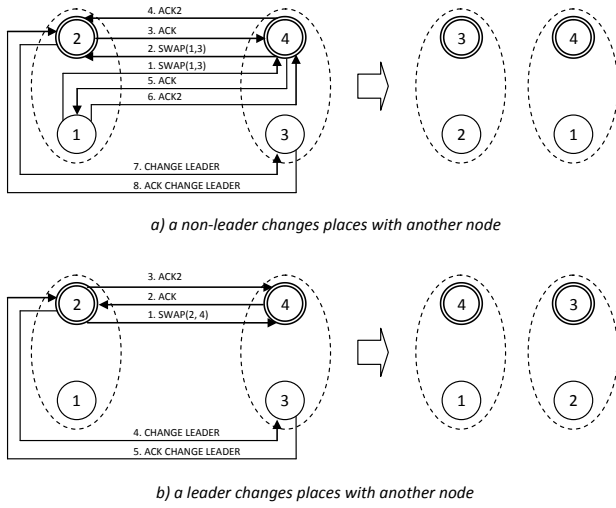 4. ACK2
3. ACK
2. SWAP(1,3)
1. SWAP(1,3)
5. ACK
6. ACK2
2
4
3
4
1
3
2
1
7. CHANGE LEADER
8. ACK CHANGE LEADER
a) a non-leader changes places with another node
3. ACK2
2. ACK
1. SWAP(2, 4)
2
4
4
3
1
3
1
2
4. CHANGE LEADER
5. ACK CHANGE LEADER
b) a leader changes places with another node